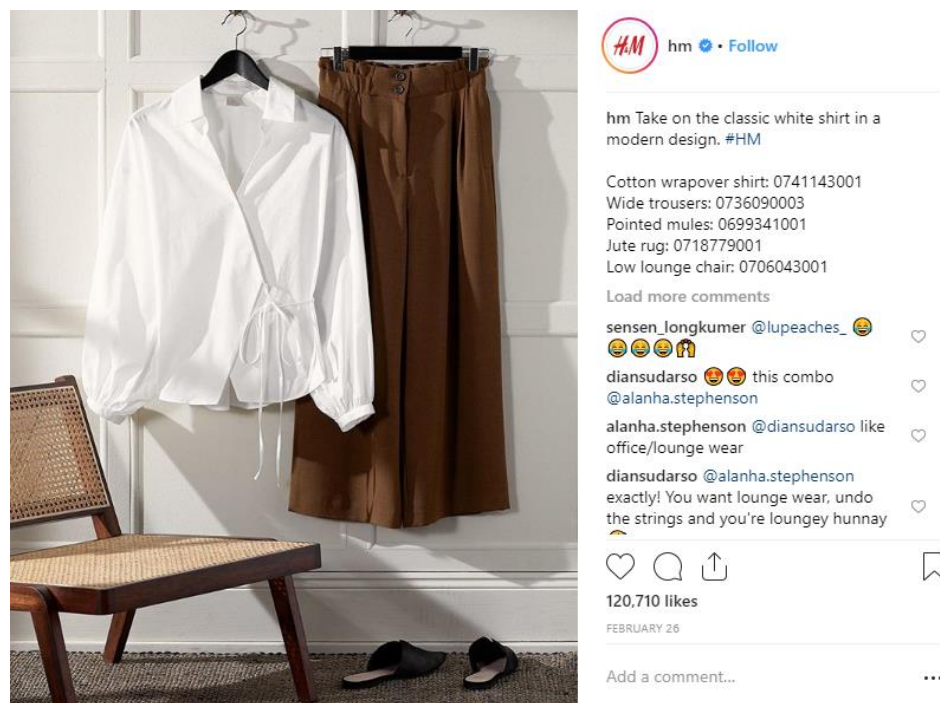 H&M
hm • Follow
hm Take on the classic white shirt in a
modern design. #HM
Cotton wrapover shirt: 0741143001
Wide trousers: 0736090003
Pointed mules: 0699341001
Jute rug: 0718779001
Low lounge chair: 0706043001
Load more comments
sensen_longkumer @lupeaches_ 😂
😂😂😂🙌
diansudarso 😍😍 this combo
@alanha.stephenson
alanha.stephenson @diansudarso like
office/lounge wear
diansudarso @alanha.stephenson
exactly! You want lounge wear, undo
the strings and you're loungey hunnay
120,710 likes
FEBRUARY 26
Add a comment...